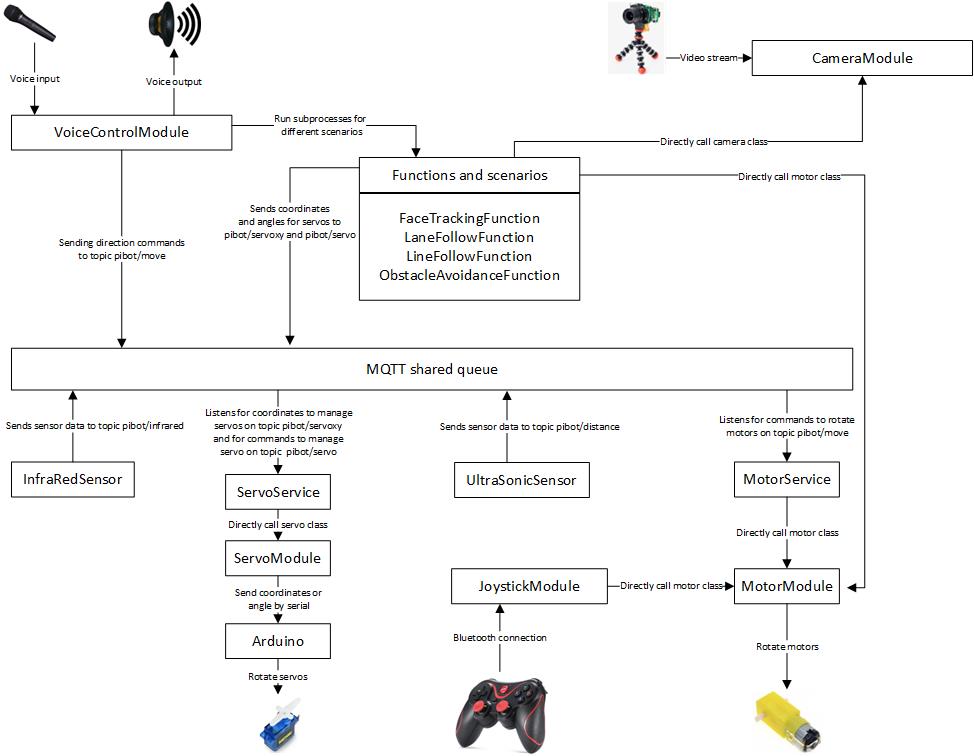 Voice input
Voice output
Video stream
CameraModule
VoiceControlModule
Run subprocesses for
different scenarios
Directly call camera class
Functions and scenarios
Directly call motor class
FaceTrackingFunction
LaneFollowFunction
LineFollowFunction
ObstacleAvoidanceFunction
Sends coordinates
and angles for servos to
pibot/servoxy and pibot/servo
Sending direction commands
to topic pibot/move
MQTT shared queue
Sends sensor data to topic pibot/infrared
Listens for coordinates to manage
servos on topic pibot/servoxy
and for commands to manage
servo on topic pibot/servo
Sends sensor data to topic pibot/distance
Listens for commands to rotate
motors on topic pibot/move
InfraRedSensor
ServoService
UltraSonicSensor
MotorService
Directly call servo class
Directly call motor class
ServoModule
JoystickModule
Directly call motor class
MotorModule
Send coordinates or
angle by serial
Arduino
Bluetooth connection
Rotate motors
Rotate servos